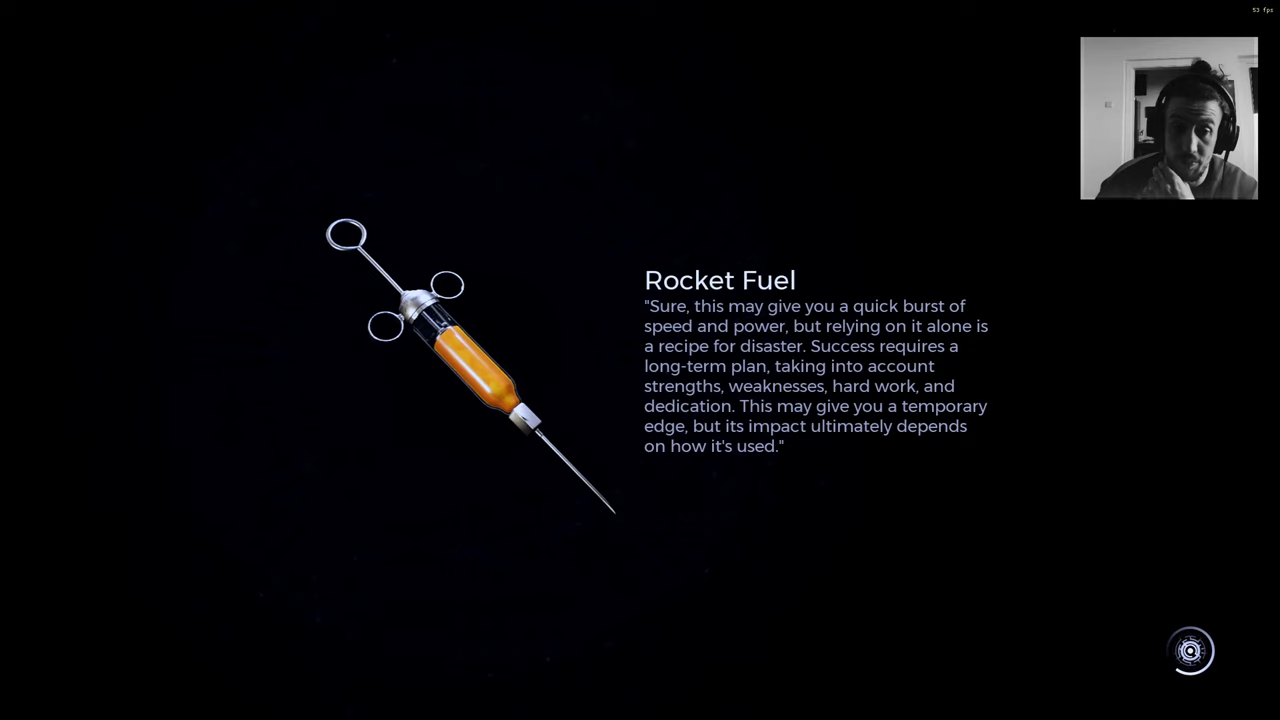 53 fps
Rocket Fuel
"Sure, this may give you a quick burst of
speed and power, but relying on it alone is
a recipe for disaster. Success requires a
long-term plan, taking into account
strengths, weaknesses, hard work, and
dedication. This may give you a temporary
edge, but its impact ultimately depends
on how it's used."